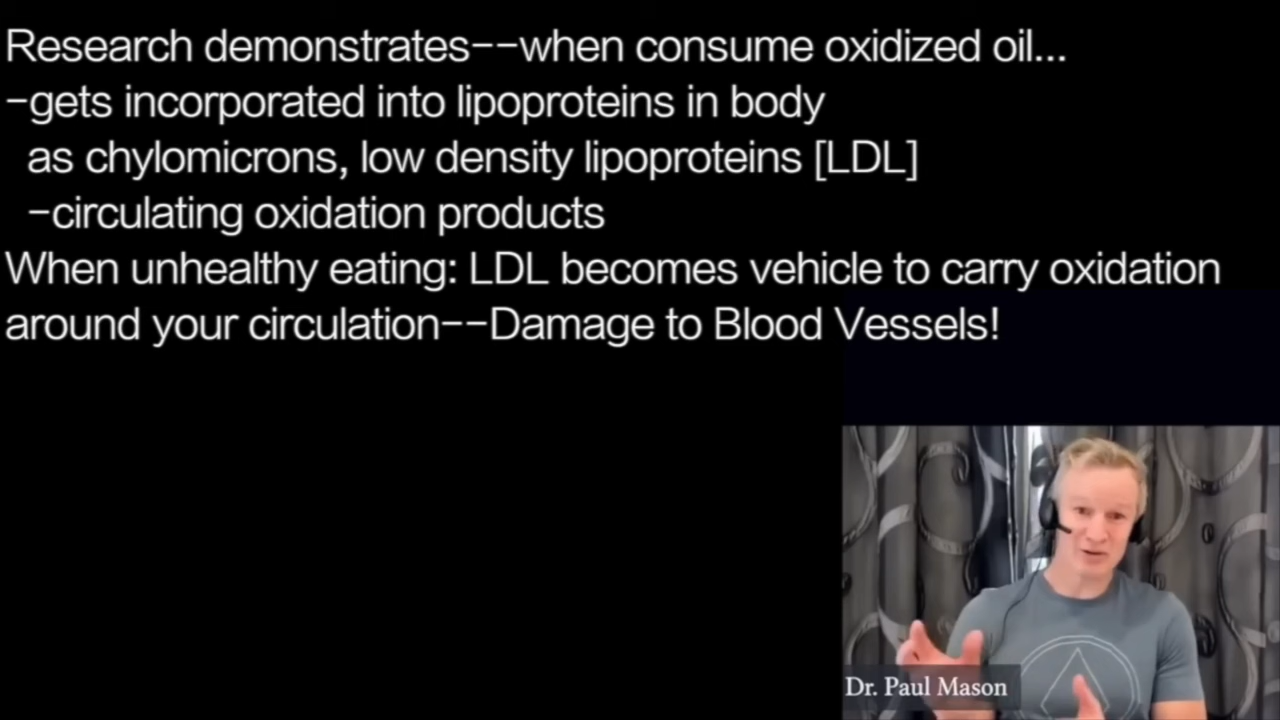 Research demonstrates--when consume oxidized oil...
-gets incorporated into lipoproteins in body
as chylomicrons, low density lipoproteins [LDL]
-circulating oxidation products
When unhealthy eating: LDL becomes vehicle to carry oxidation
around your circulation--Damage to Blood Vessels!
Dr. Paul Mason